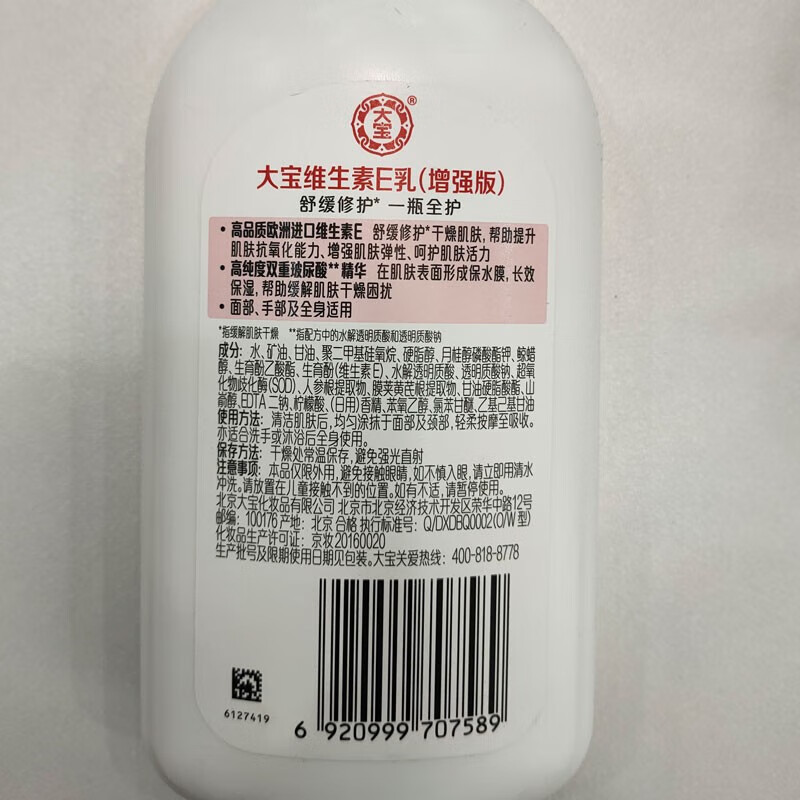 大宝
®
大宝维生素E乳(增强版)
舒缓修护* 一瓶全护
• 高品质欧洲进口维生素E 舒缓修护*干燥肌肤,帮助提升
肌肤抗氧化能力、增强肌肤弹性、呵护肌肤活力
• 高纯度双重玻尿酸**精华 在肌肤表面形成保水膜,长效
保湿,帮助缓解肌肤干燥困扰
• 面部、手部及全身适用
*指缓解肌肤干燥 **指配方中的水解透明质酸和透明质酸钠
成分: 水、矿油、甘油、聚二甲基硅氧烷、硬脂醇、月桂醇磷酸酯钾、鲸蜡
醇、生育酚乙酸酯、生育酚(维生素E)、水解透明质酸、透明质酸钠、超氧
化物歧化酶(SOD)、人参根提取物、膜荚黄芪根提取物、甘油硬脂酸酯、山
嵛醇、EDTA二钠、柠檬酸、(日用)香精、苯氧乙醇、氯苯甘醚、乙基己基甘油
使用方法: 清洁肌肤后,均匀涂抹于面部及颈部,轻柔按摩至吸收。
亦适合洗手或沐浴后全身使用。
保存方法: 干燥处常温保存,避免强光直射
注意事项: 本品仅限外用,避免接触眼睛,如不慎入眼,请立即用清水
冲洗。请放置在儿童接触不到的位置。如有不适,请暂停使用。
北京大宝化妆品有限公司 北京市北京经济技术开发区荣华中路12号
邮编: 100176 产地: 北京 合格 执行标准号: Q/DXDBQ0002(O/W型)
化妆品生产许可证: 京妆20160020
生产批号及限期使用日期见包装。大宝关爱热线: 400-818-8778
6127419
6 920999 707589